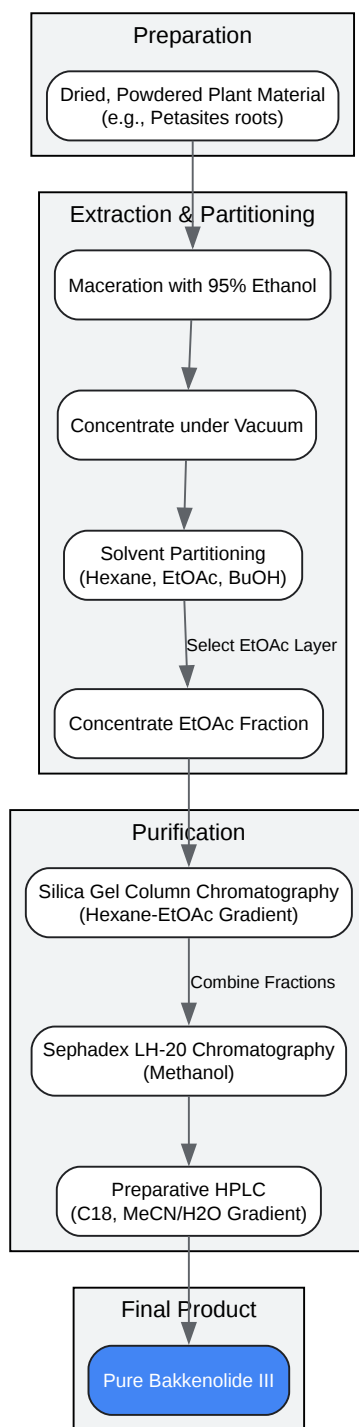 Preparation
Dried, Powdered Plant Material
(e.g., Petasites roots)
Extraction & Partitioning
Maceration with 95% Ethanol
Concentrate under Vacuum
Solvent Partitioning
(Hexane, EtOAc, BuOH)
Select EtOAc Layer
Concentrate EtOAc Fraction
Purification
Silica Gel Column Chromatography
(Hexane-EtOAc Gradient)
Combine Fractions
Sephadex LH-20 Chromatography
(Methanol)
Preparative HPLC
(C18, MeCN/H2O Gradient)
Final Product
Pure Bakkenolide III